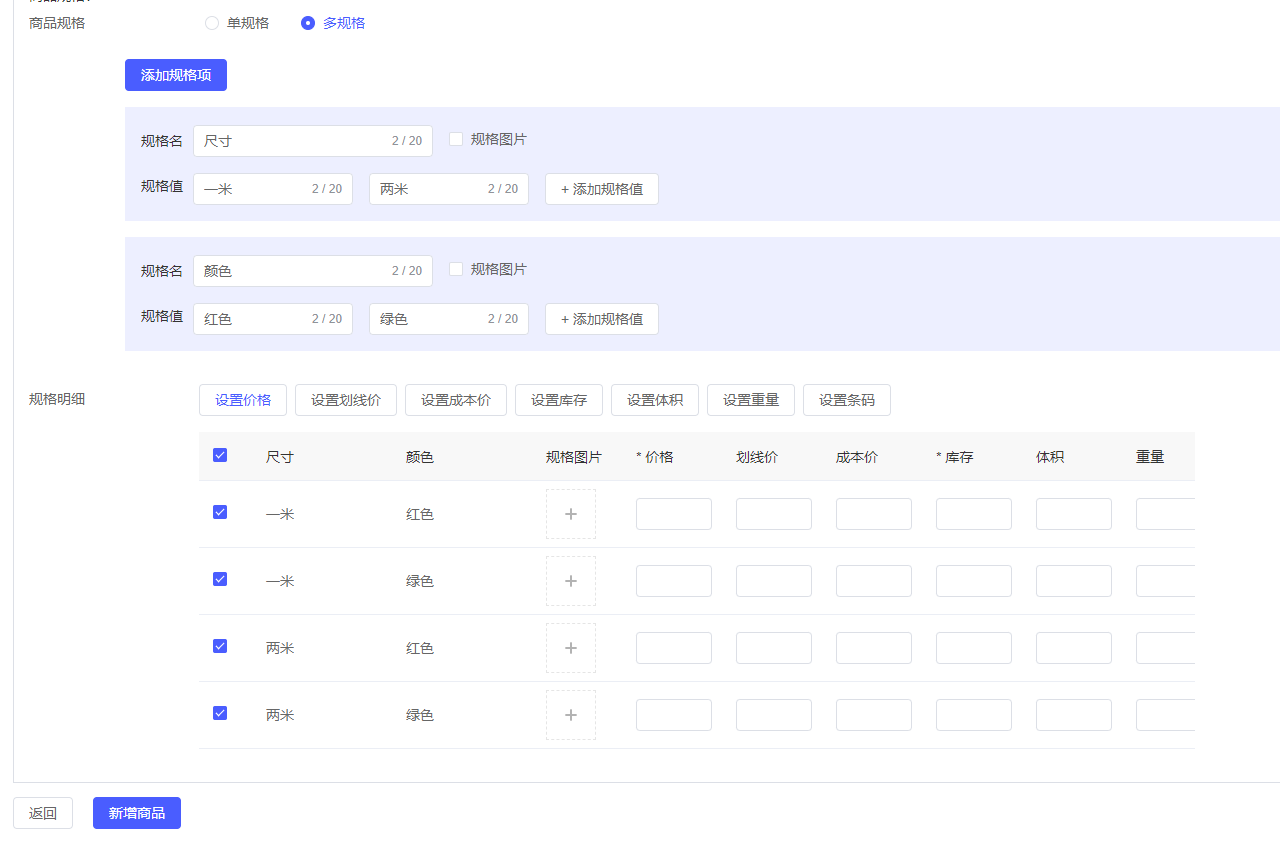 商品规格
单规格 多规格
添加规格项
规格名 尺寸 2 / 20 规格图片
规格值 一米 2 / 20 两米 2 / 20 + 添加规格值
规格名 颜色 2 / 20 规格图片
规格值 红色 2 / 20 绿色 2 / 20 + 添加规格值
规格明细 设置价格 设置划线价 设置成本价 设置库存 设置体积 设置重量 设置条码
尺寸 颜色 规格图片 * 价格 划线价 成本价 * 库存 体积 重量
一米 红色 +
一米 绿色 +
两米 红色 +
两米 绿色 +
返回 新增商品